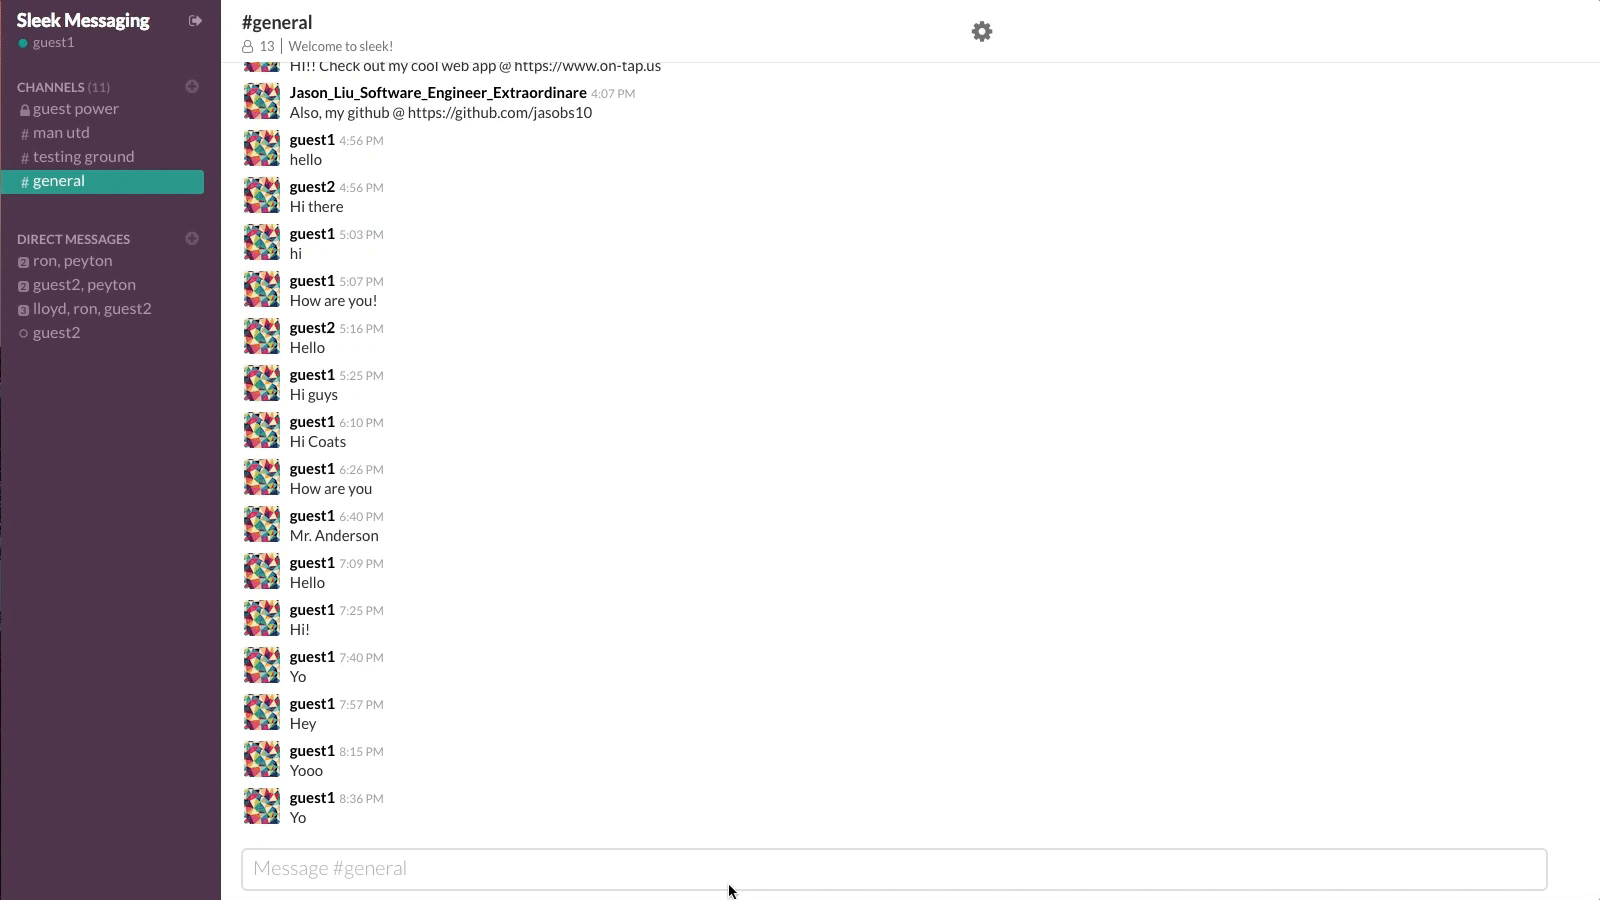 Sleek Messaging
guest1
CHANNELS (11)
guest power
# man utd
# testing ground
# general
DIRECT MESSAGES
2 ron, peyton
2 guest2, peyton
3 lloyd, ron, guest2
guest2
#general
13 | Welcome to sleek!
HI!! Check out my cool web app @ https://www.on-tap.us
Jason_Liu_Software_Engineer_Extraordinare 4:07 PM
Also, my github @ https://github.com/jasobs10
guest1 4:56 PM
hello
guest2 4:56 PM
Hi there
guest1 5:03 PM
hi
guest1 5:07 PM
How are you!
guest2 5:16 PM
Hello
guest1 5:25 PM
Hi guys
guest1 6:10 PM
Hi Coats
guest1 6:26 PM
How are you
guest1 6:40 PM
Mr. Anderson
guest1 7:09 PM
Hello
guest1 7:25 PM
Hi!
guest1 7:40 PM
Yo
guest1 7:57 PM
Hey
guest1 8:15 PM
Yooo
guest1 8:36 PM
Yo
Message #general